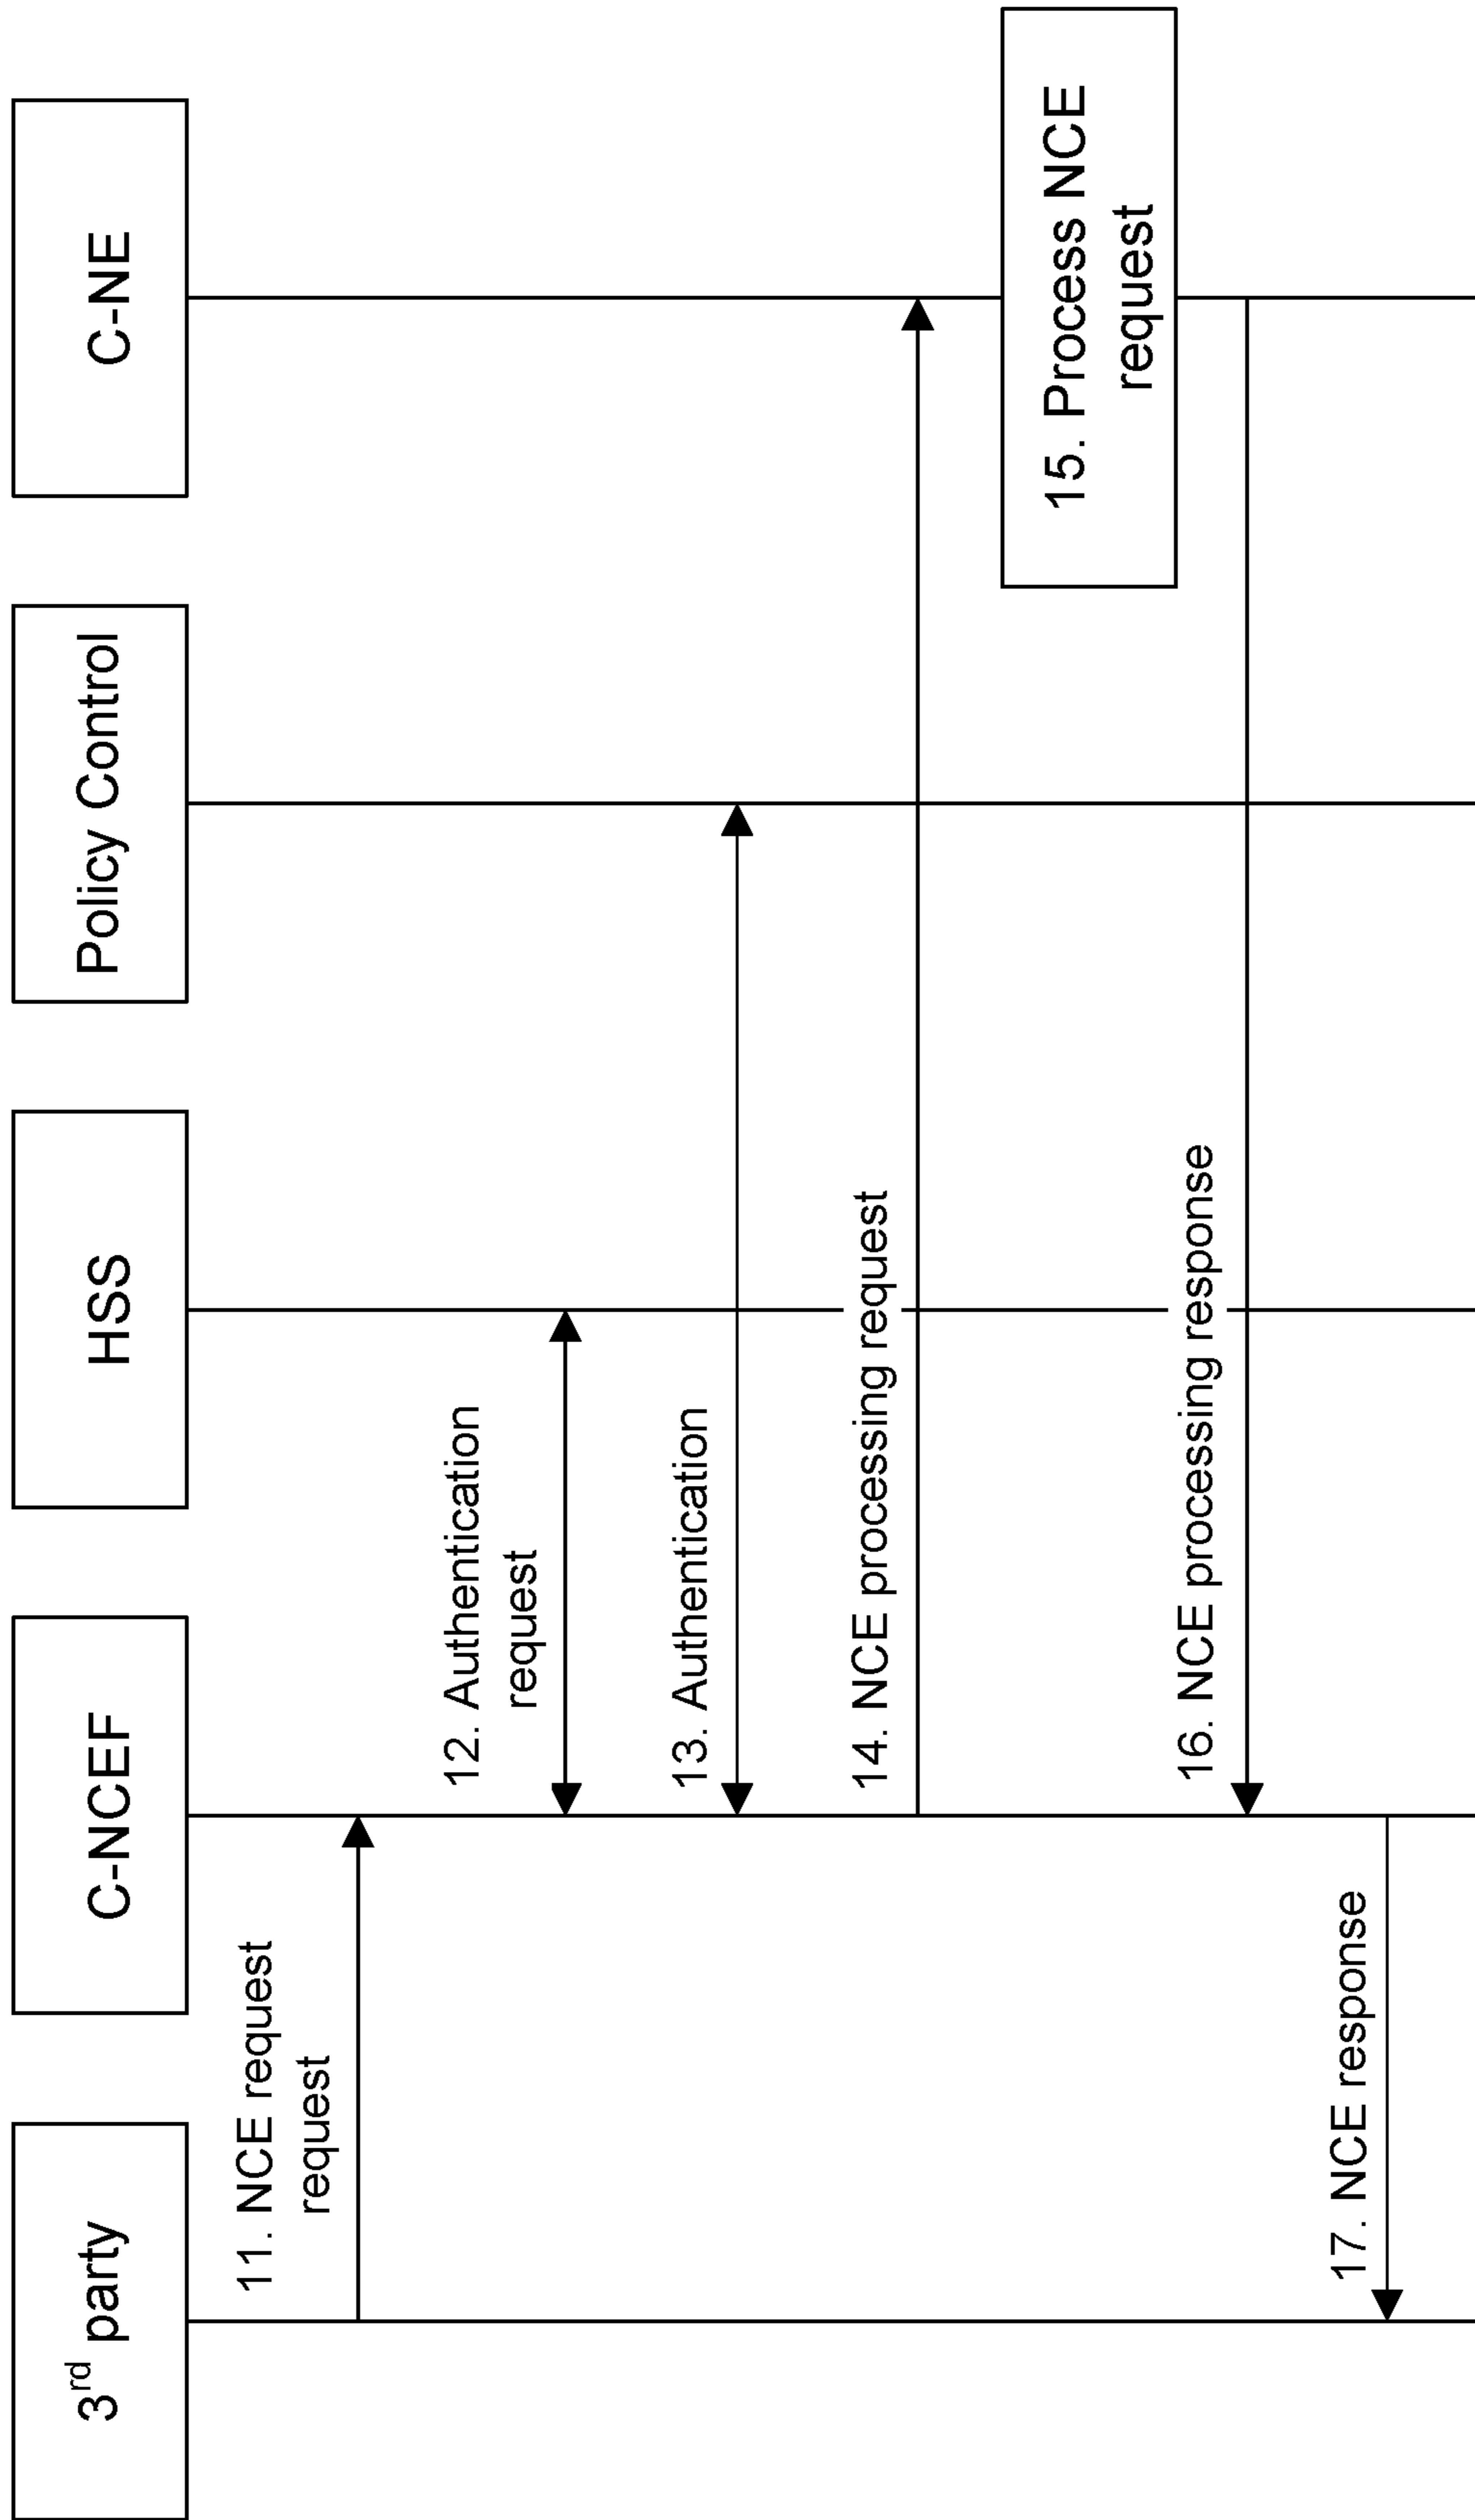 3rd party
C-NCEF
HSS
Policy Control
C-NE
11. NCE request
request
12. Authentication
request
13. Authentication
14. NCE processing request
15. Process NCE
request
16. NCE processing response
17. NCE response